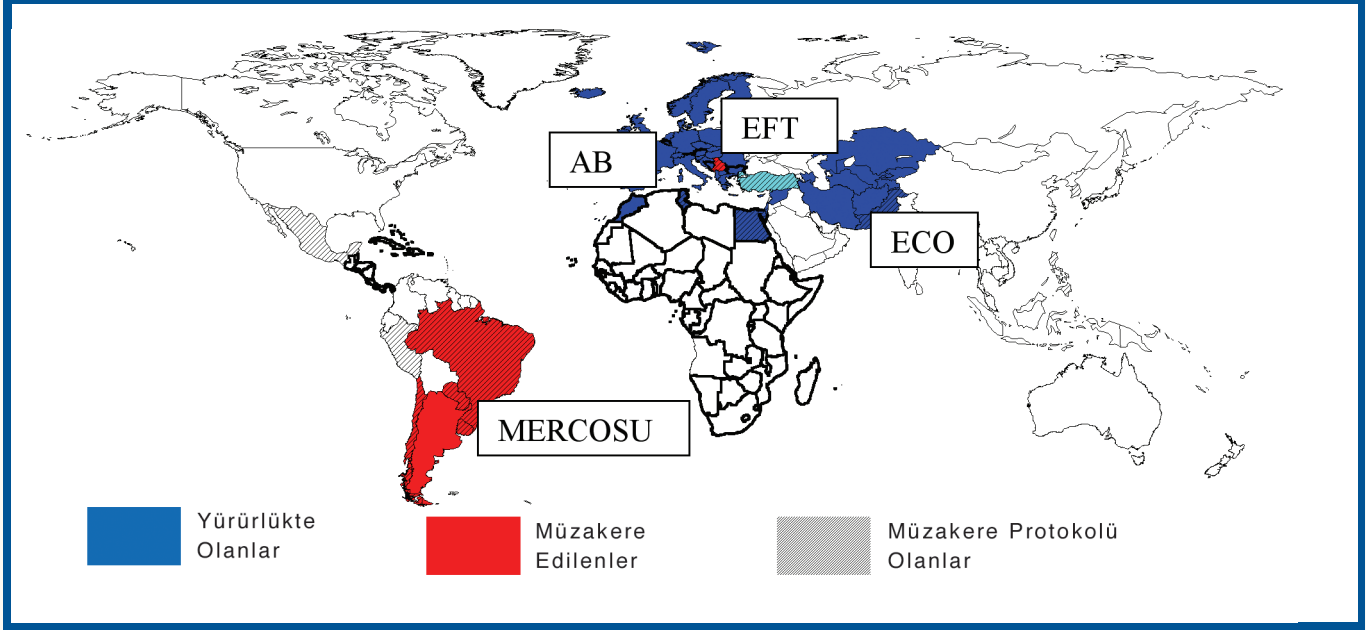 EFT
AB
ECO
MERCOSU
Yürürlükte
Olanlar
Müzakere
Edilenler
Müzakere Protokolü
Olanlar